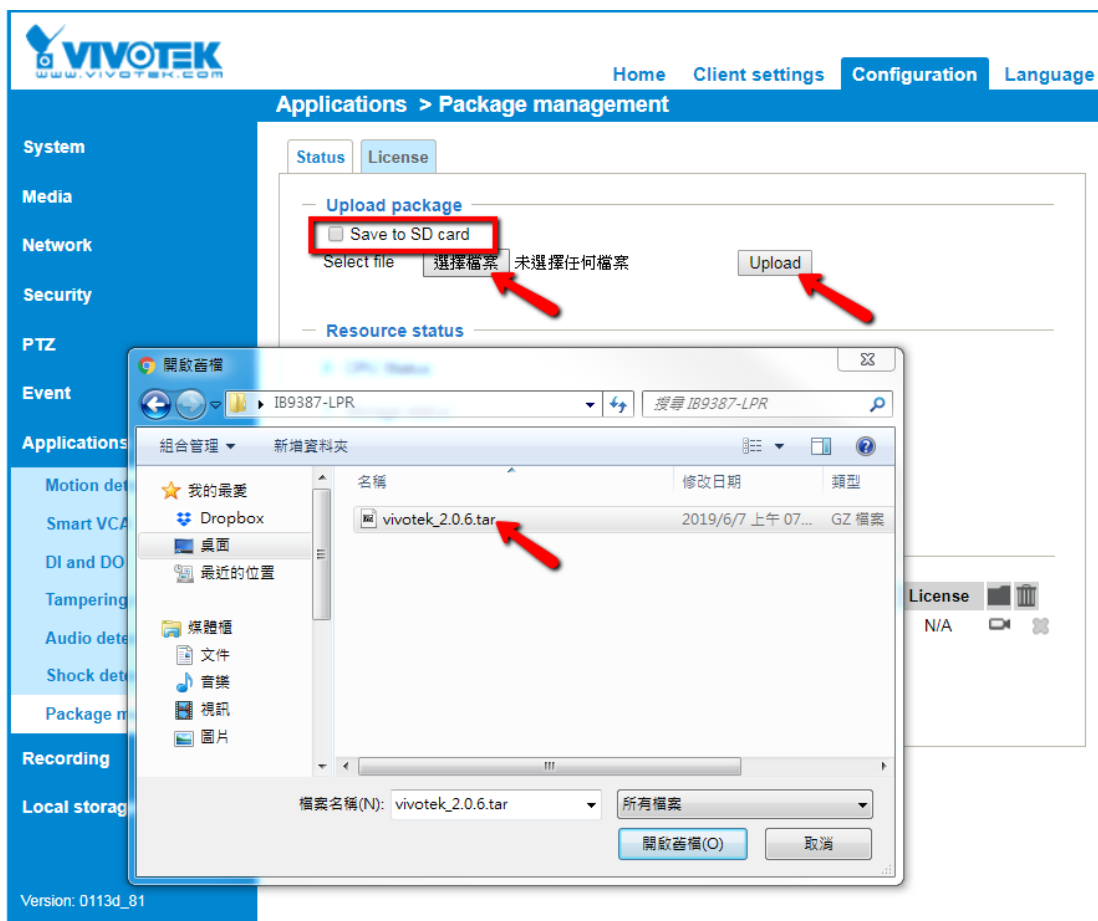 VIVOTEK
www.vivotek.com
Home Client settings Configuration Language
Applications > Package management
System
Media
Network
Security
PTZ
Event
Applications
Motion det
Smart VCA
DI and DO
Tampering
Audio dete
Shock dete
Package m
Recording
Local storag
Version: 0113d_81
Status License
Upload package
Save to SD card
Select file 選擇檔案 未選擇任何檔案 Upload
Resource status
CPU Status
開啟舊檔
IB9387-LPR 搜尋 IB9387-LPR
組合管理 新增資料夾
我的最愛
Dropbox
桌面
最近的位置
媒體櫃
文件
音樂
視訊
圖片
名稱 修改日期 類型
vivotek_2.0.6.tar 2019/6/7 上午 07... GZ 檔案
檔案名稱(N): vivotek_2.0.6.tar 所有檔案
開啟舊檔(O) 取消
License
N/A